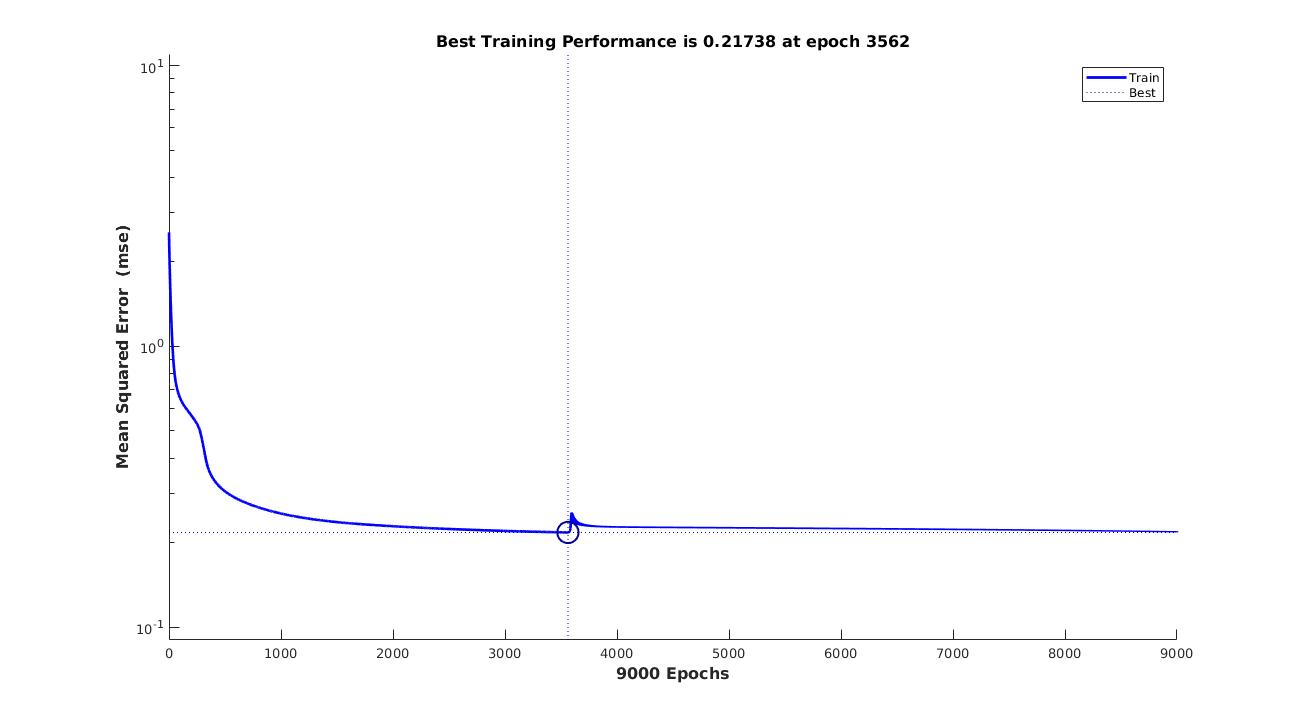 Best Training Performance is 0.21738 at epoch 3562
Train
Best
Mean Squared Error (mse)
10^1
10^0
10^-1
0 1000 2000 3000 4000 5000 6000 7000 8000 9000
9000 Epochs